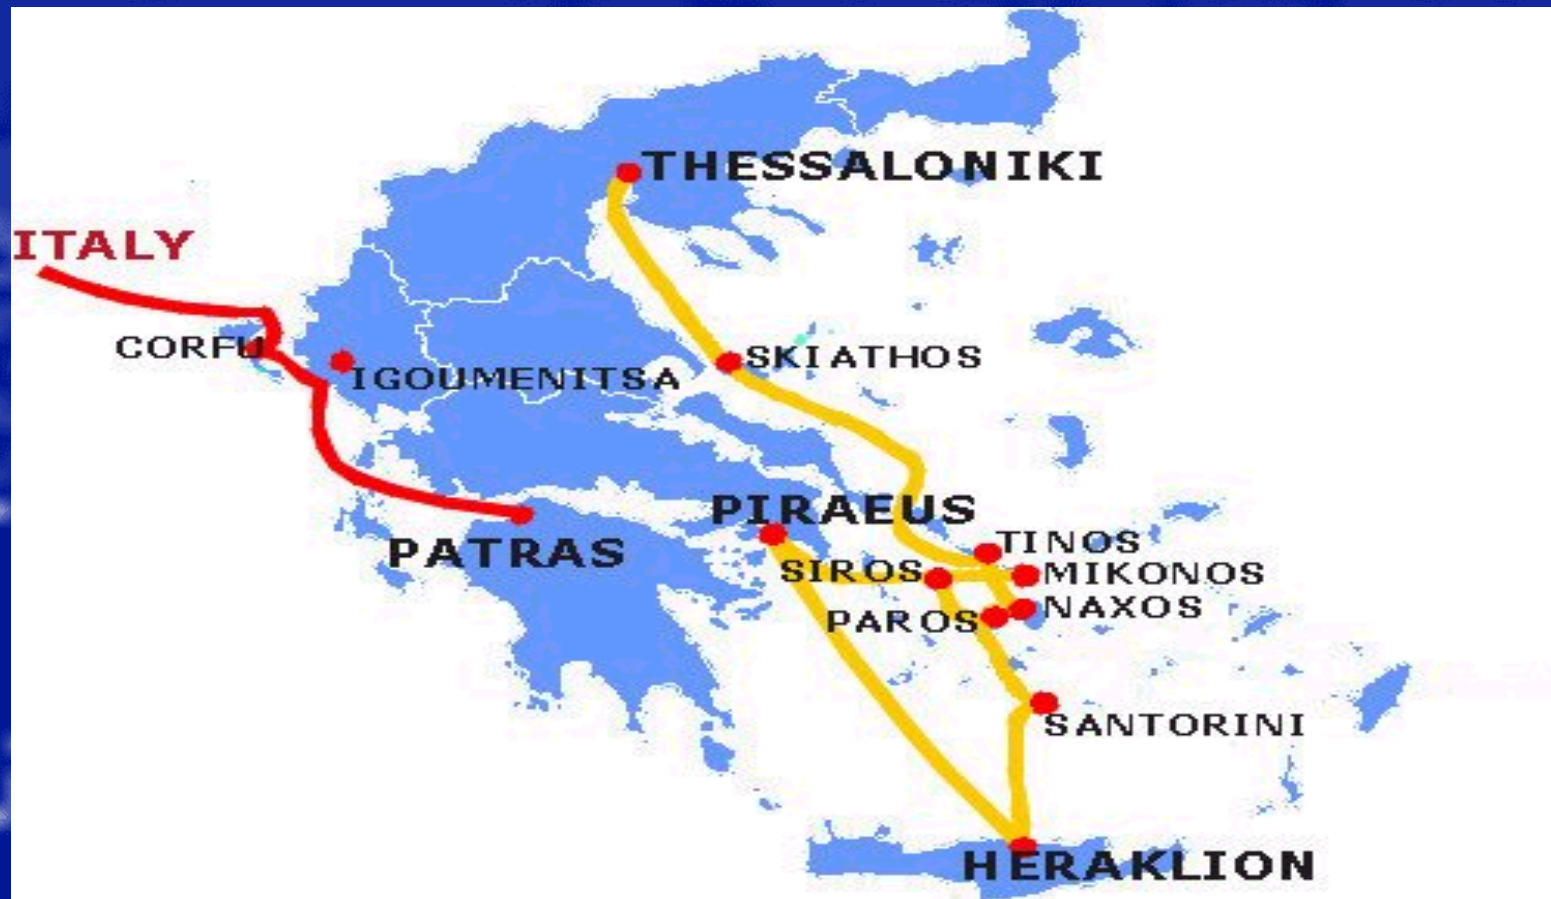 THESSALONIKI
ITALY
CORFU
SKIATHOS
IGOUMENITSA
PIRAEUS
PATRAS
TINOS
SIROS
MIKONOS
NAXOS
PAROS
SANTORINI
HERAKLION